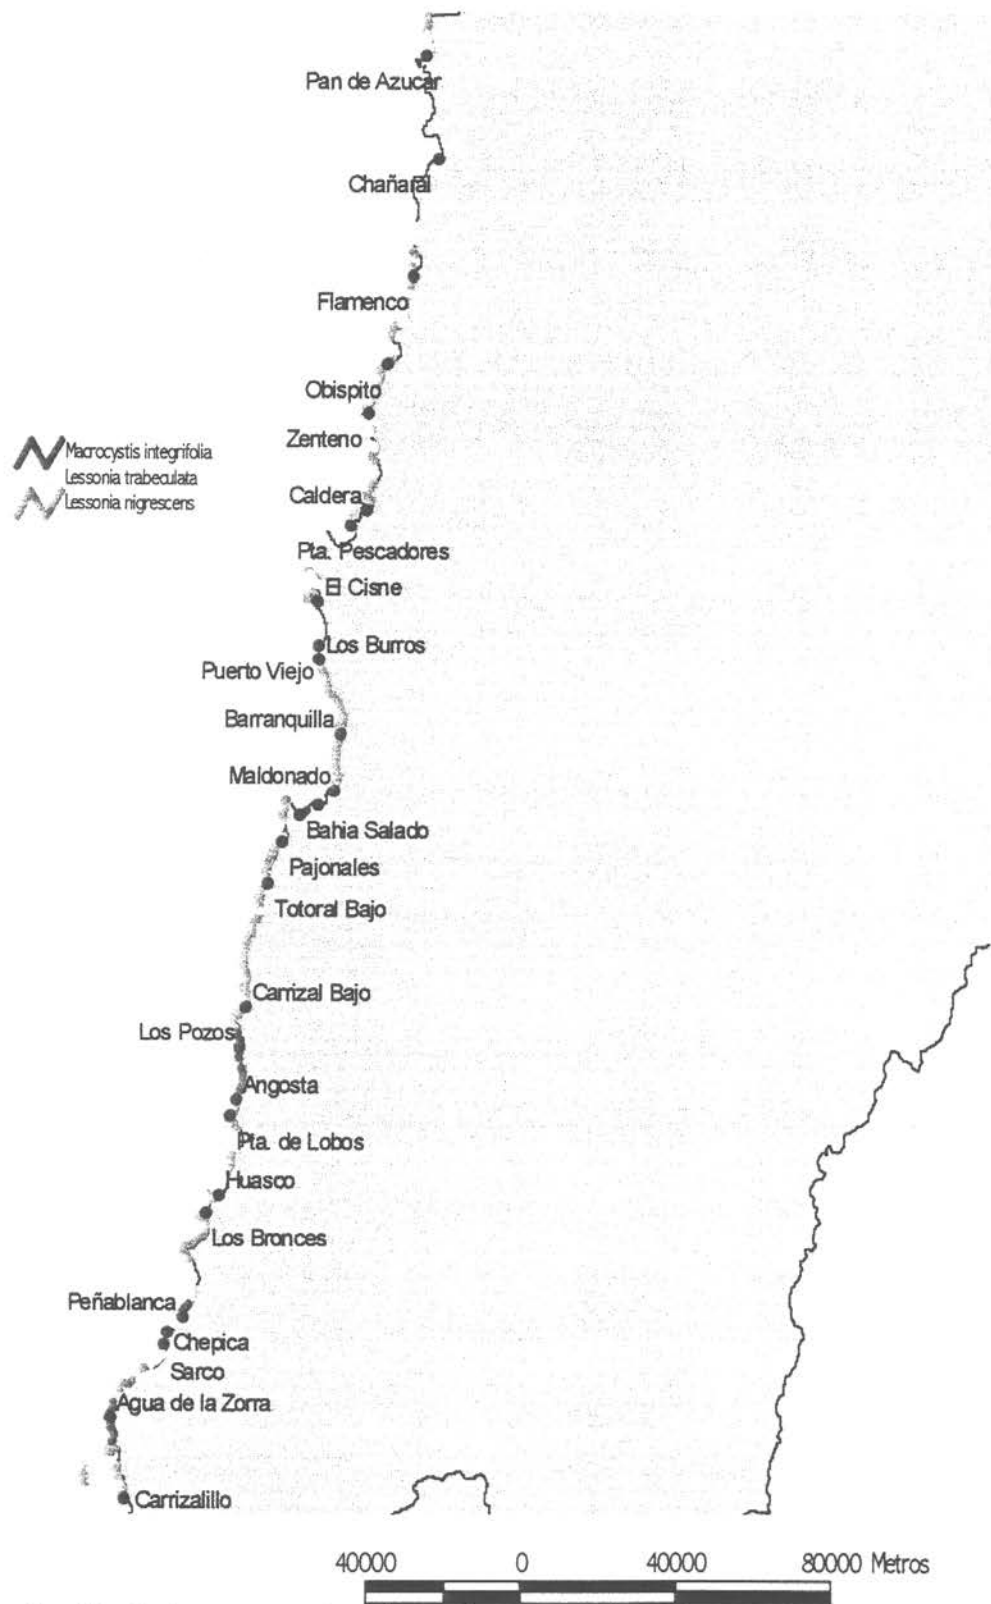 Pan de Azucar
Chañaral
Flamenco
Obispito
Zenteno
Macrocystis integrifolia
Lessonia trabeculata
Lessonia nigrescens
Caldera
Pta. Pescadores
El Cisne
Los Burros
Puerto Viejo
Barranquilla
Maldonado
Bahia Salado
Pajonales
Totoral Bajo
Carrizal Bajo
Los Pozos
Angosta
Pta. de Lobos
Huasco
Los Bronces
Peñablanca
Chepica
Sarco
Agua de la Zorra
Carrizalillo
40000 0 40000 80000 Metros